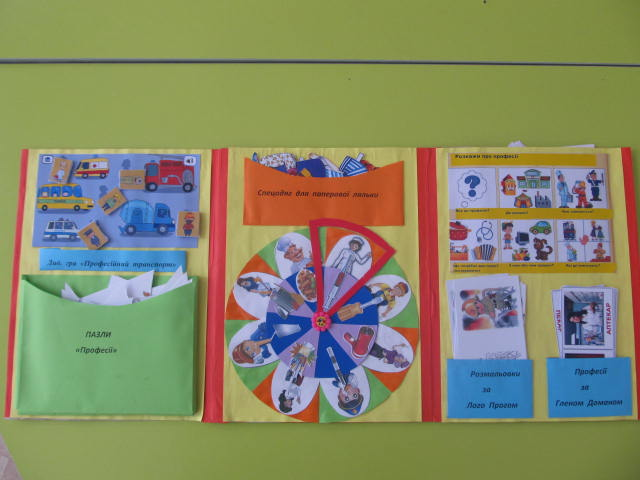 Дид. гра «Професійний транспорт»
ПАЗЛИ
«Професії»
Спецодяг для паперової ляльки
Розкажи про професії
Розмальовки
за
Лого Прогом
АПТЕКАР
Професії
за
Гленом Доманом